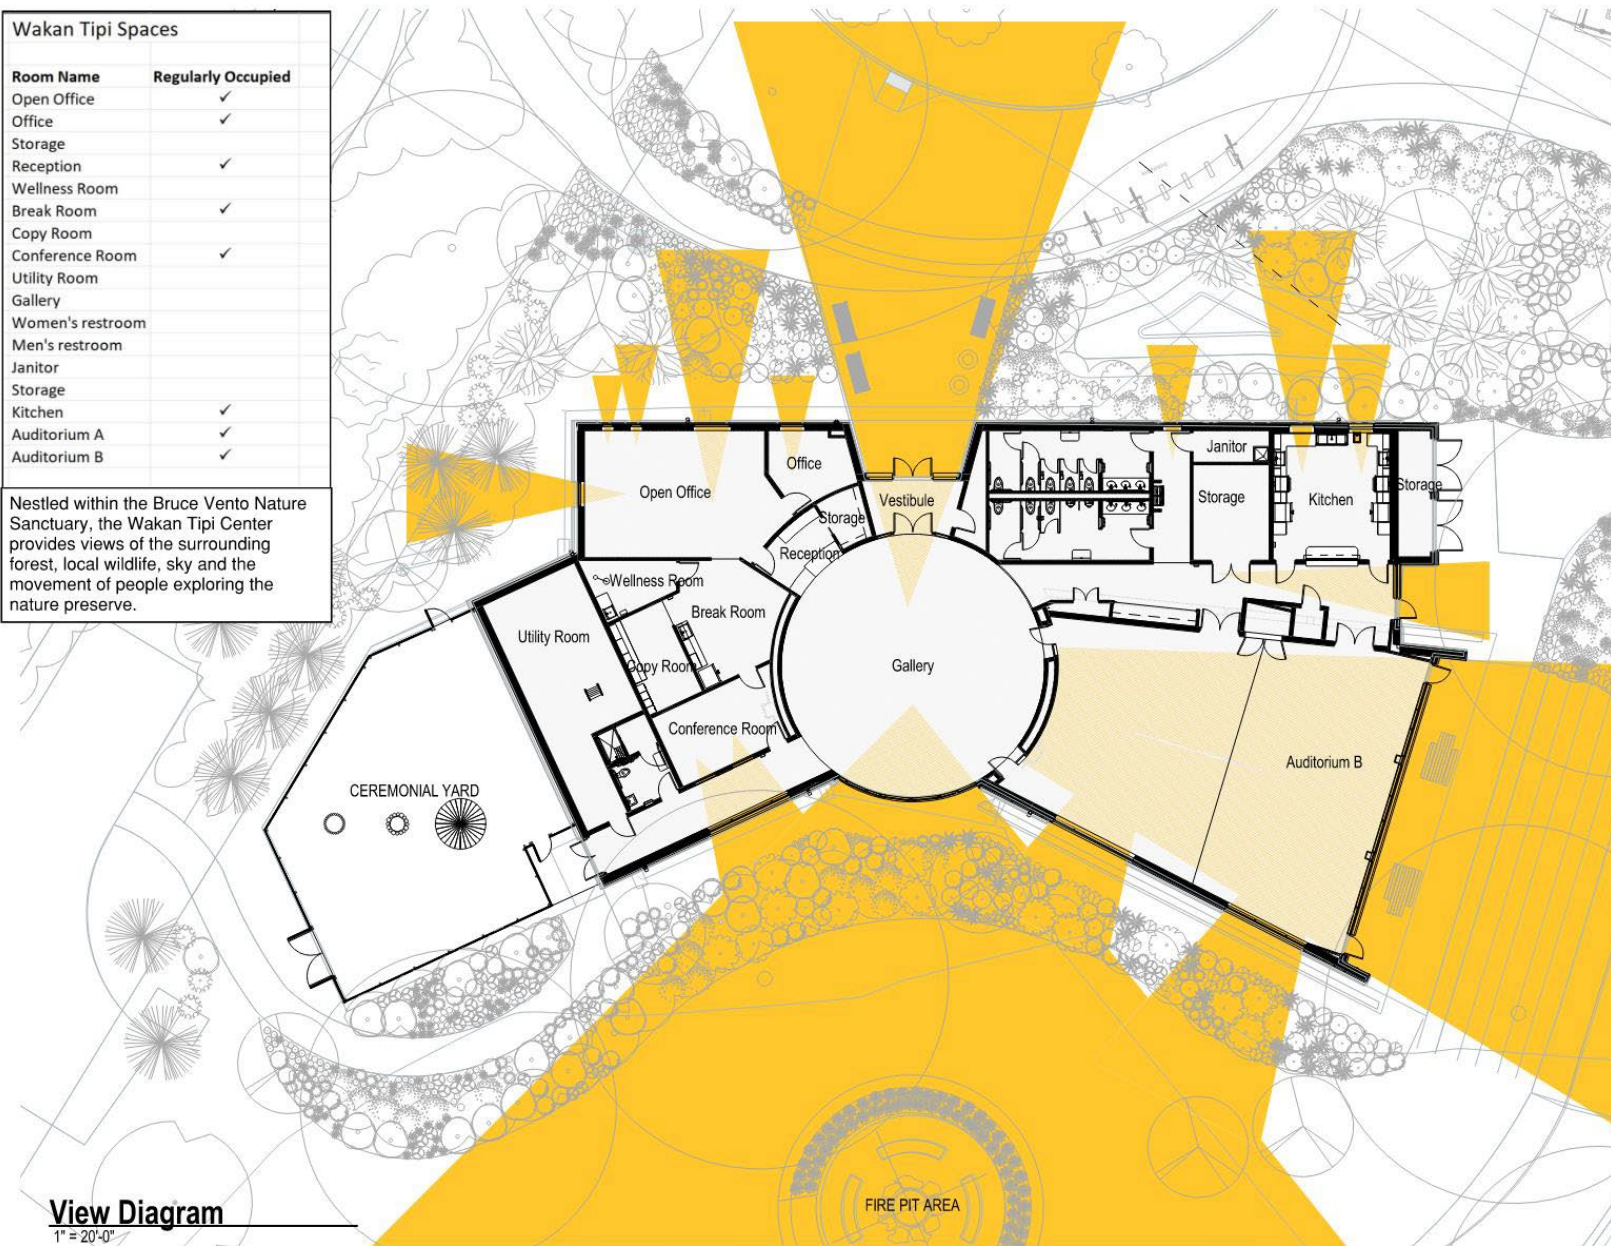 Wakan Tipi Spaces
Room Name Regularly Occupied
Open Office ✓
Office ✓
Storage
Reception ✓
Wellness Room
Break Room ✓
Copy Room
Conference Room ✓
Utility Room
Gallery
Women's restroom
Men's restroom
Janitor
Storage
Kitchen ✓
Auditorium A ✓
Auditorium B ✓
Nestled within the Bruce Vento Nature
Sanctuary, the Wakan Tipi Center
provides views of the surrounding
forest, local wildlife, sky and the
movement of people exploring the
nature preserve.
Open Office
Office
Storage
Reception
Vestibule
Janitor
Storage
Kitchen
Storage
Wellness Room
Break Room
Utility Room
Copy Room
Conference Room
Gallery
Auditorium B
CEREMONIAL YARD
FIRE PIT AREA
View Diagram
1" = 20'-0"